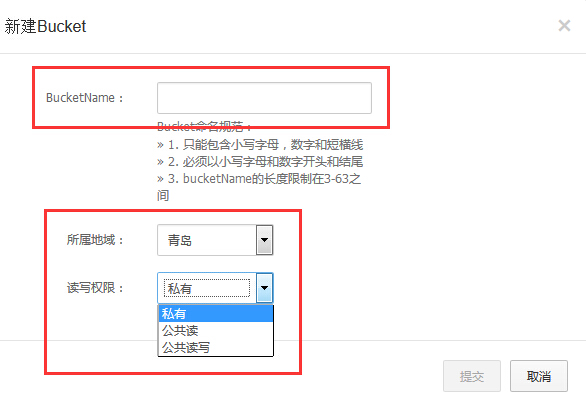 新建Bucket ×
BucketName：
Bucket命名规范：
» 1. 只能包含小写字母，数字和短横线
» 2. 必须以小写字母和数字开头和结尾
» 3. bucketName的长度限制在3-63之
间
所属地域： 青岛
读写权限： 私有
私有
公共读
公共读写
提交 取消